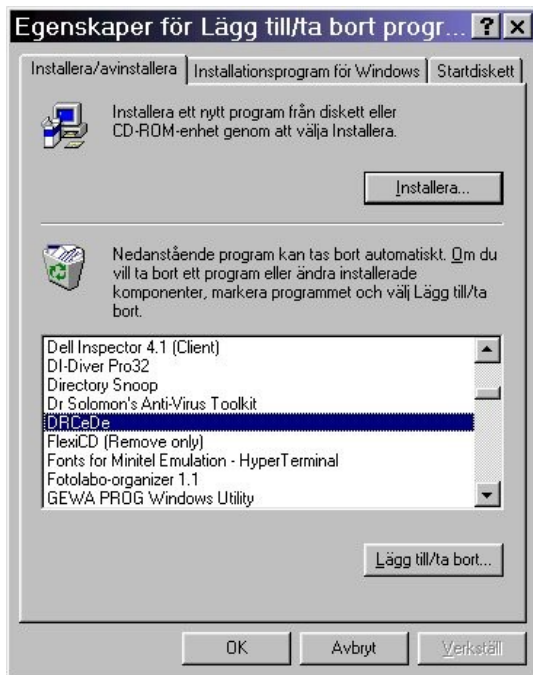 Egenskaper för Lägg till/ta bort progr...
Installera/avinstallera
Installationsprogram för Windows
Startdiskett
Installera ett nytt program från diskett eller
CD-ROM-enhet genom att välja Installera.
Installera...
Nedanstående program kan tas bort automatiskt. Om du
vill ta bort ett program eller ändra installerade
komponenter, markera programmet och välj Lägg till/ta
bort.
Dell Inspector 4.1 (Client)
DI-Diver Pro32
Directory Snoop
Dr Solomon's Anti-Virus Toolkit
DRCeDe
FlexiCD (Remove only)
Fonts for Minitel Emulation - HyperTerminal
Fotolabo-organizer 1.1
GEWA PROG Windows Utility
Lägg till/ta bort...
OK
Avbryt
Verkställ